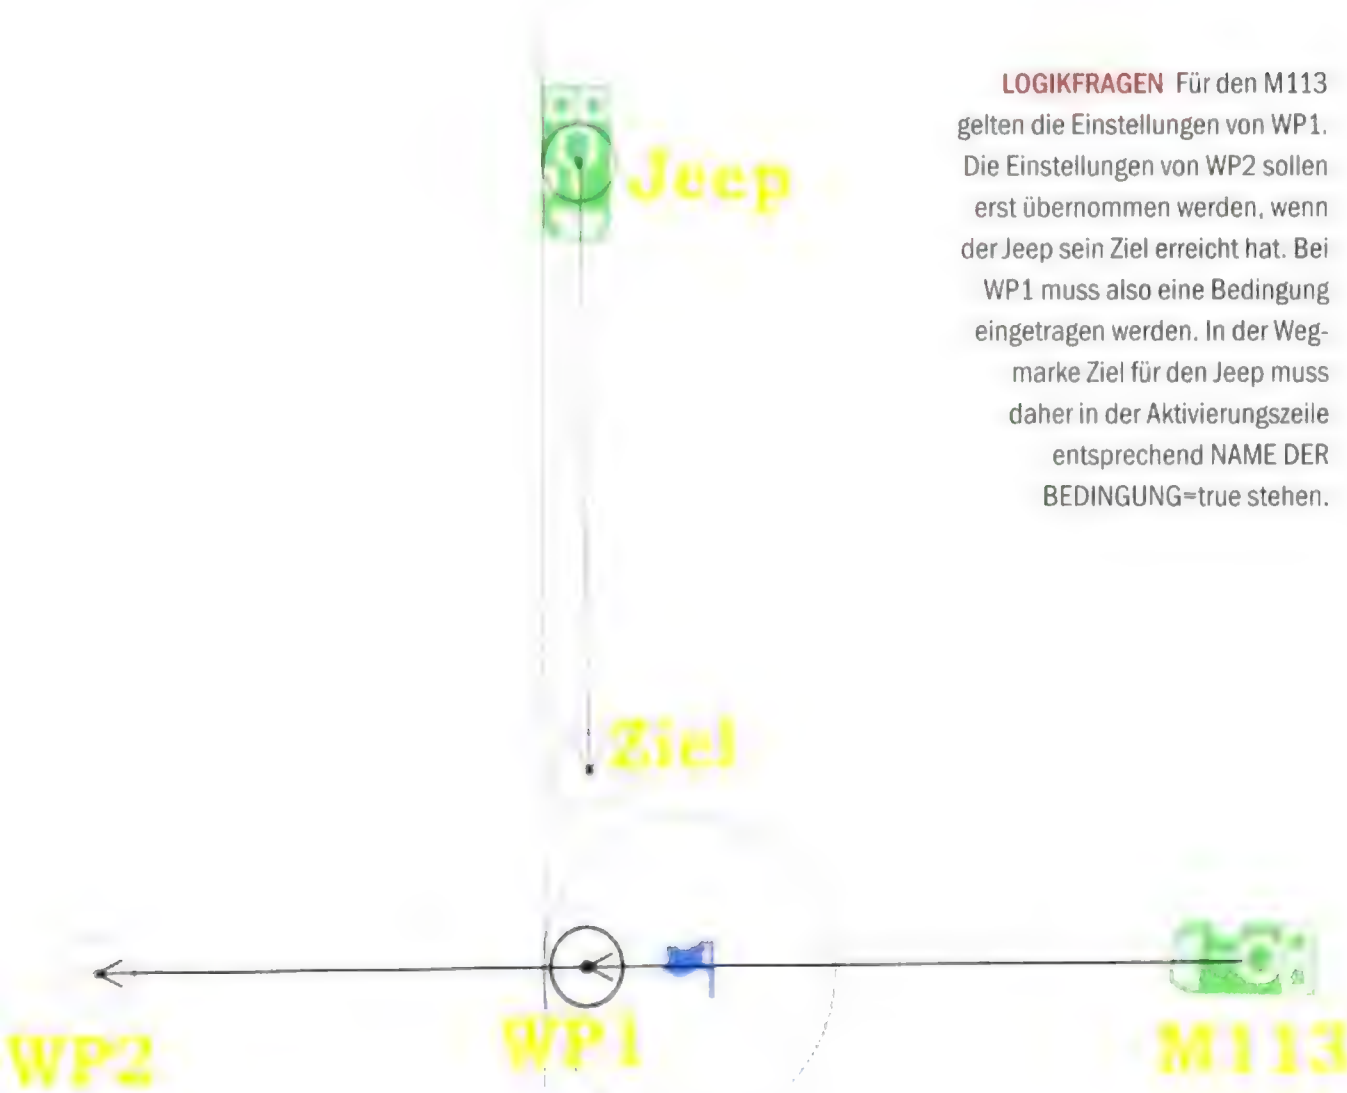 LOGIKFRAGEN Für den M113
gelten die Einstellungen von WP1.
Die Einstellungen von WP2 sollen
erst übernommen werden, wenn
der Jeep sein Ziel erreicht hat. Bei
WP1 muss also eine Bedingung
eingetragen werden. In der Weg-
marke Ziel für den Jeep muss
daher in der Aktivierungszeile
entsprechend NAME DER
BEDINGUNG=true stehen.
Jeep
Ziel
WP2
WP1
M113